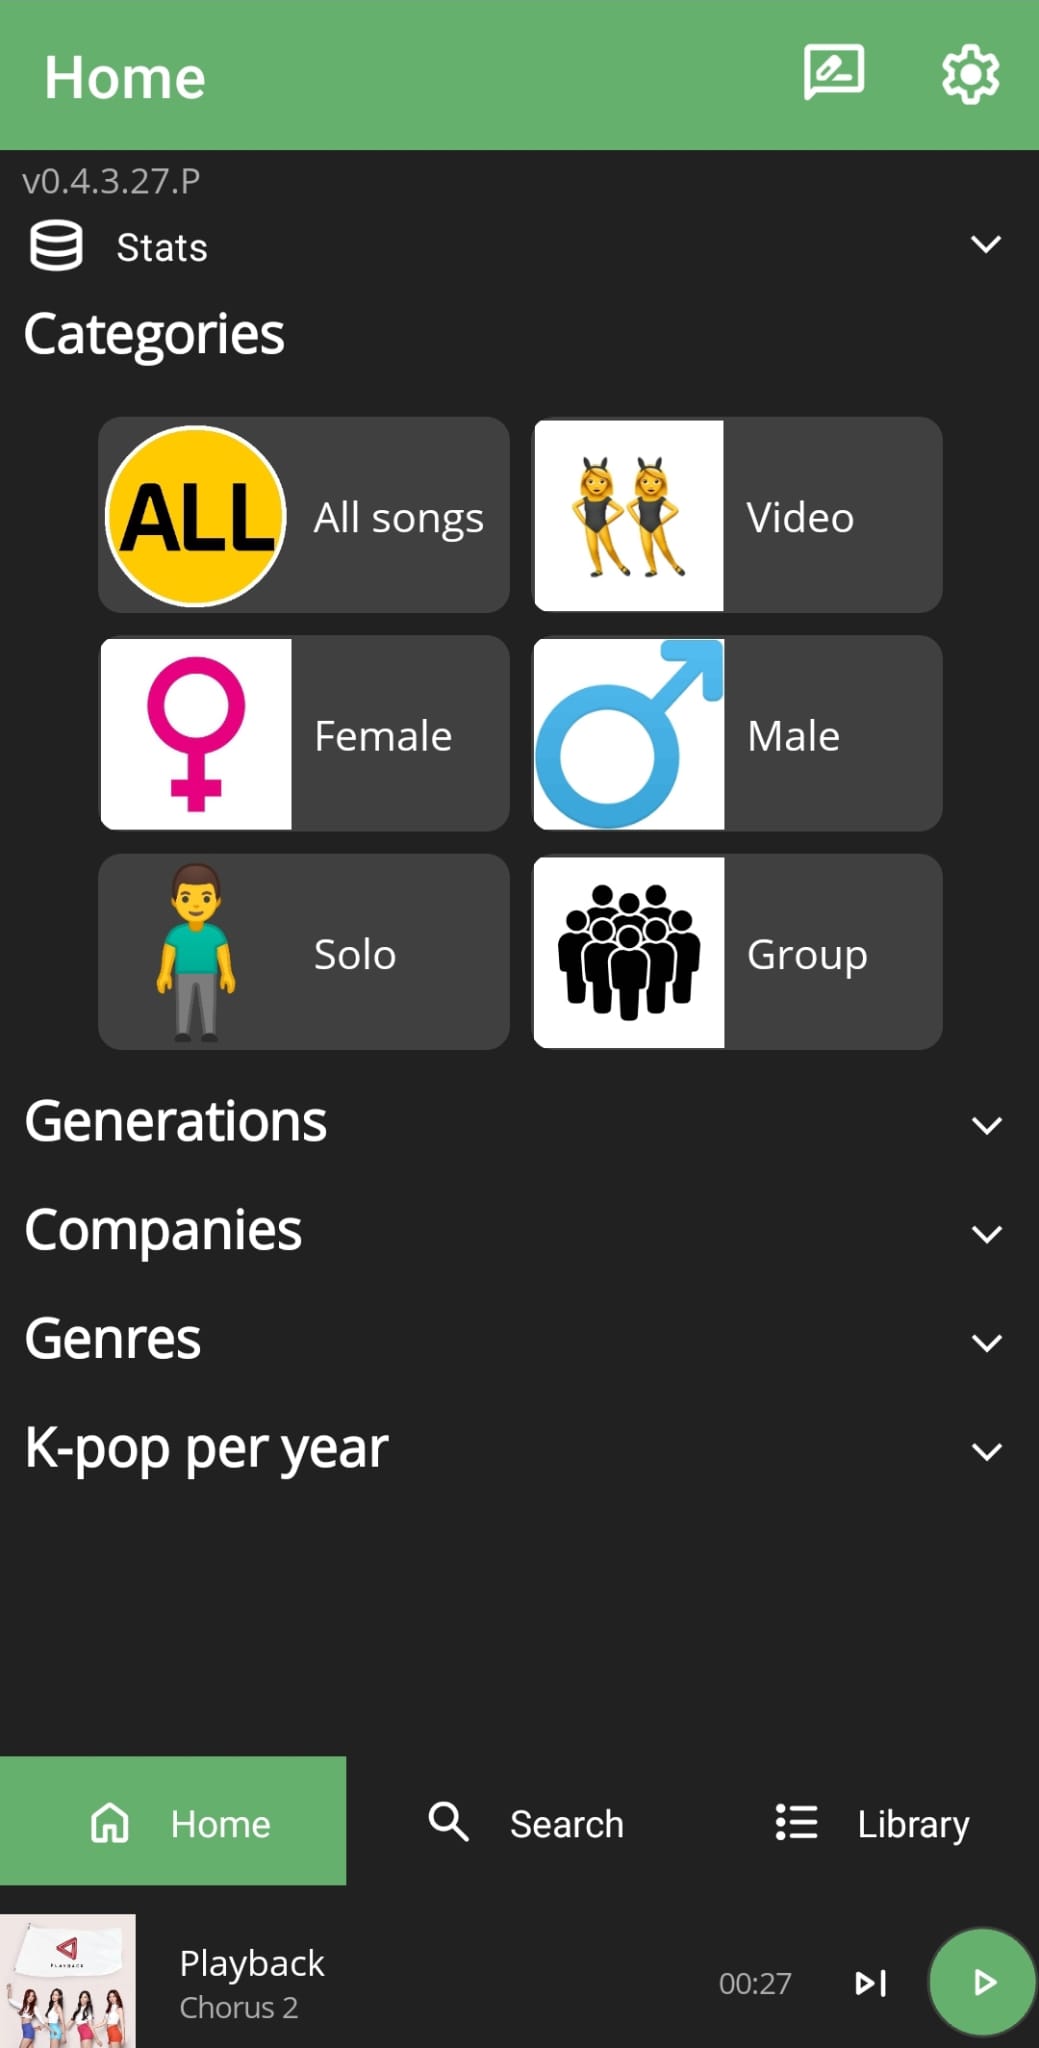 Home
v0.4.3.27.P
Stats
Categories
ALL
All songs
Video
Female
Male
Solo
Group
Generations
Companies
Genres
K-pop per year
Home
Search
Library
PLAYBACK
Playback
Chorus 2
00:27